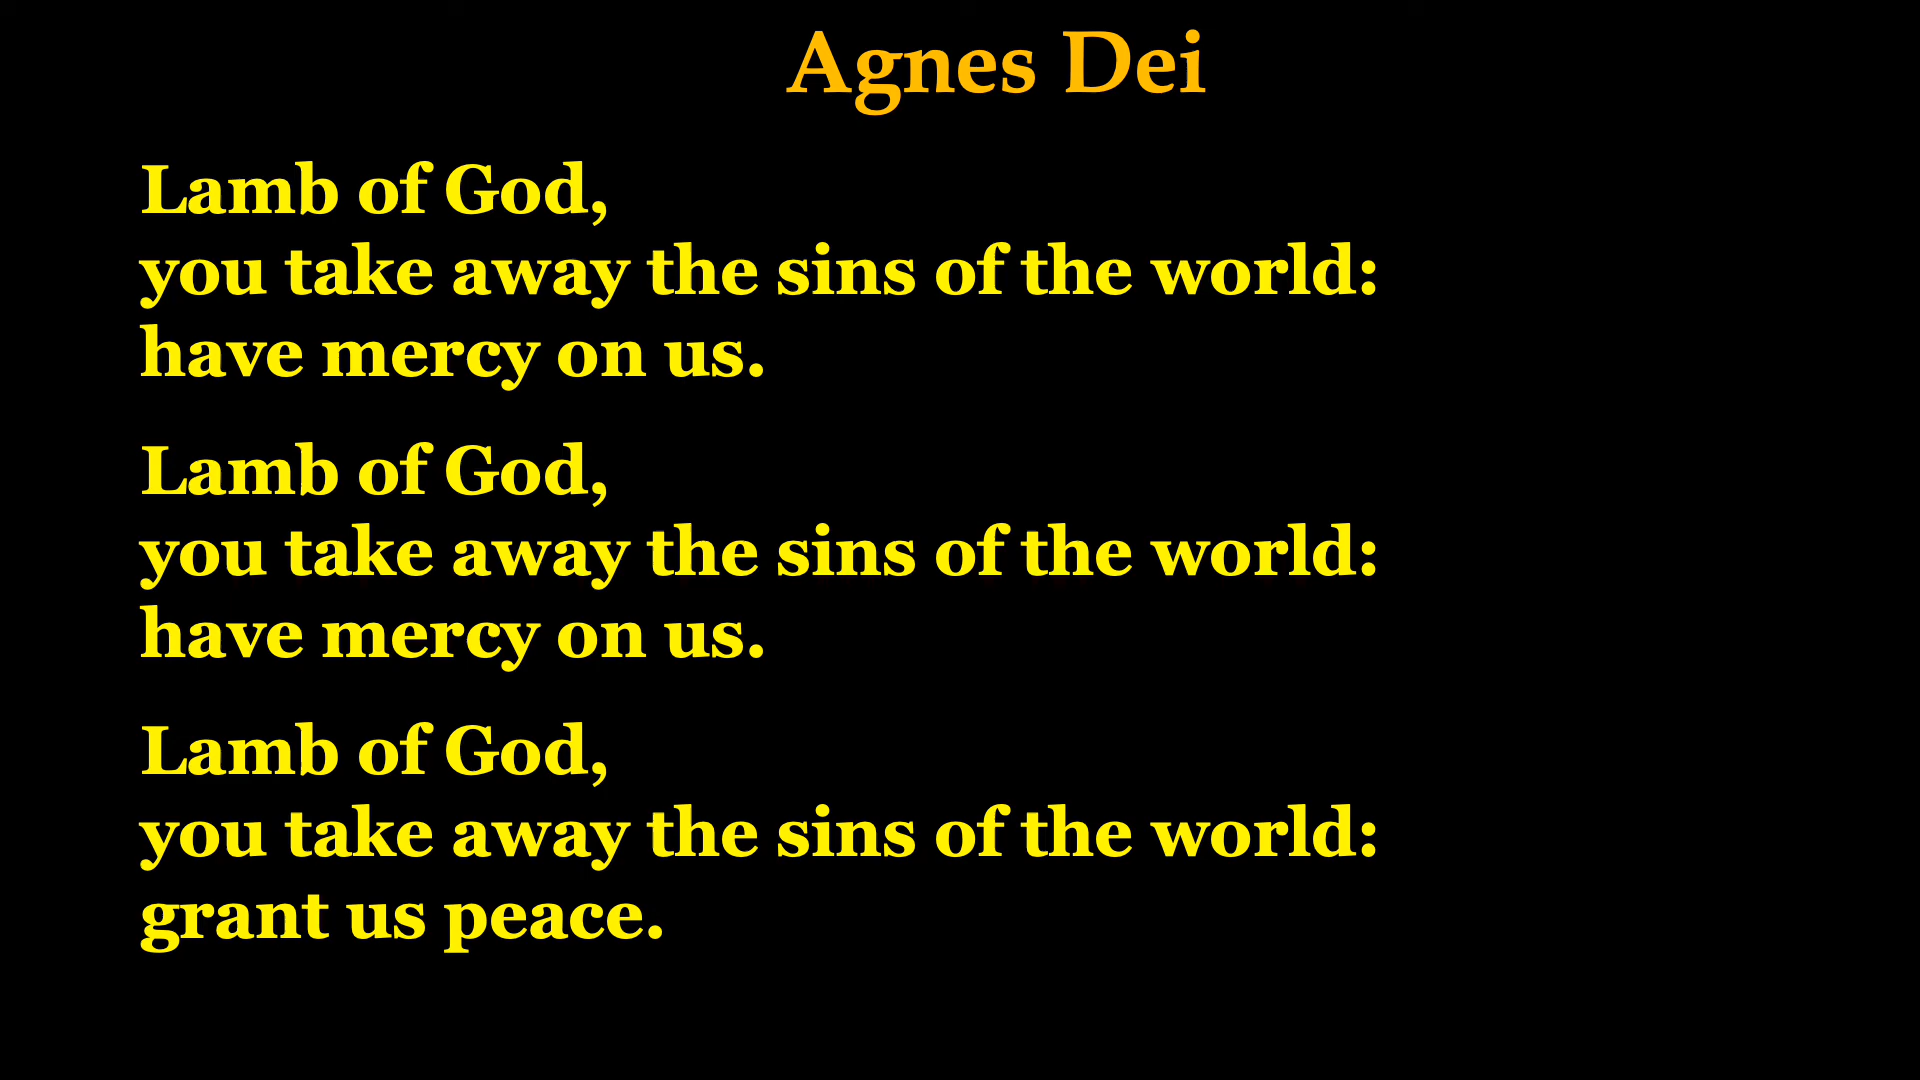 Agnes Dei
Lamb of God,
you take away the sins of the world:
have mercy on us.
Lamb of God,
you take away the sins of the world:
have mercy on us.
Lamb of God,
you take away the sins of the world:
grant us peace.